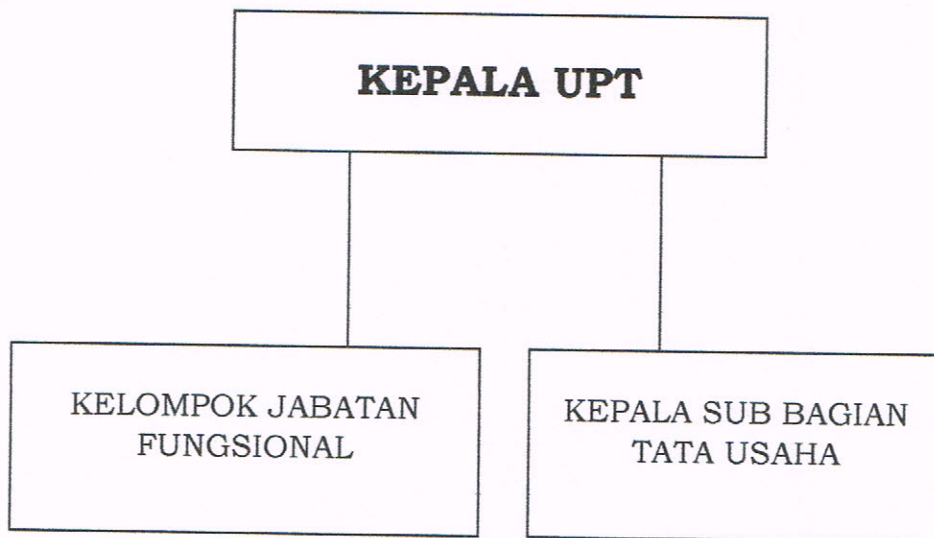 KEPALA UPT
KELOMPOK JABATAN
FUNGSIONAL
KEPALA SUB BAGIAN
TATA USAHA